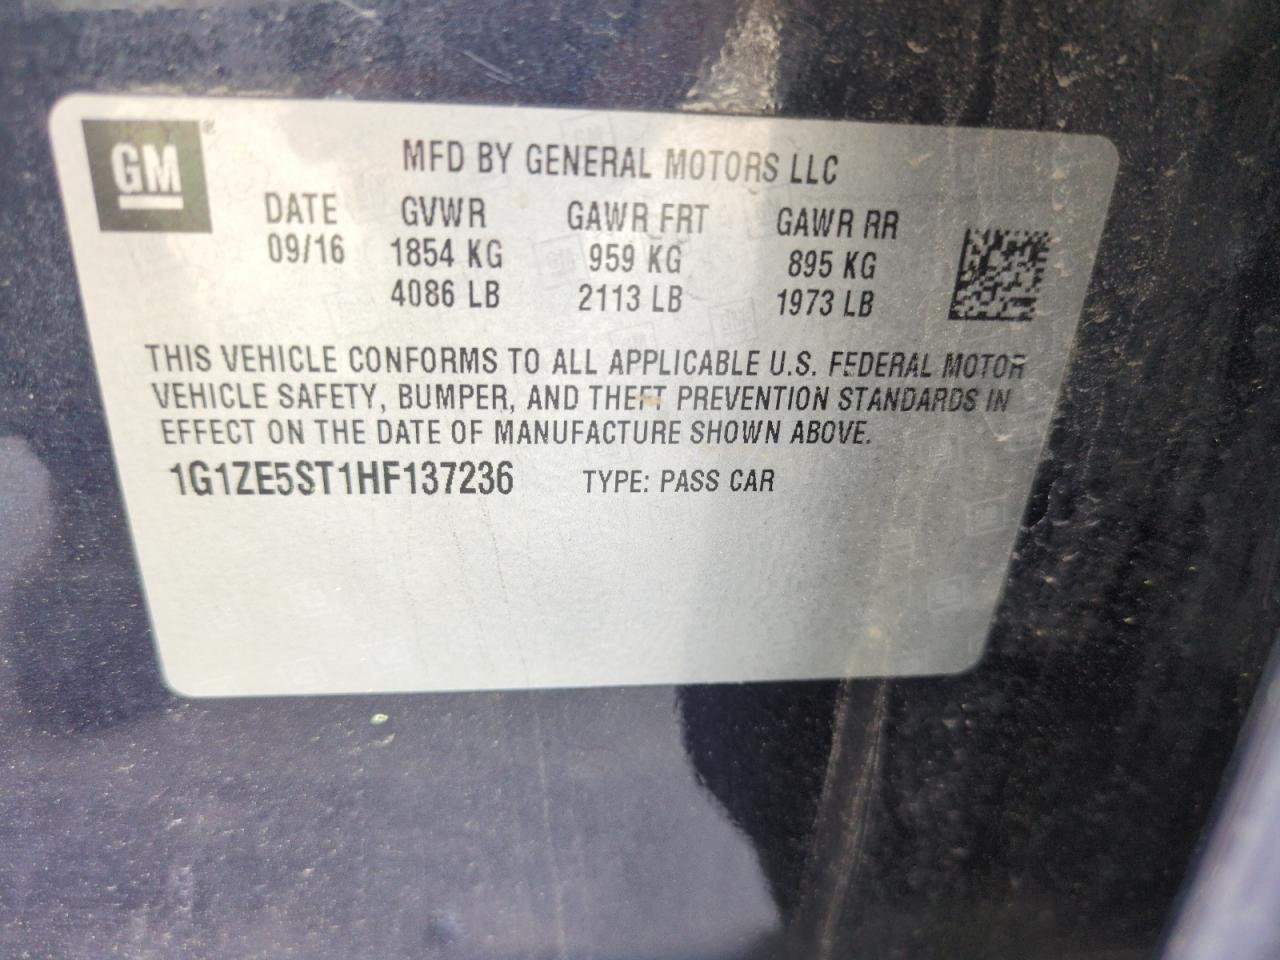 GM®
MFD BY GENERAL MOTORS LLC
DATE GVWR GAWR FRT GAWR RR
09/16 1854 KG 959 KG 895 KG
4086 LB 2113 LB 1973 LB
THIS VEHICLE CONFORMS TO ALL APPLICABLE U.S. FEDERAL MOTOR
VEHICLE SAFETY, BUMPER, AND THEFT PREVENTION STANDARDS IN
EFFECT ON THE DATE OF MANUFACTURE SHOWN ABOVE.
1G1ZE5ST1HF137236 TYPE: PASS CAR